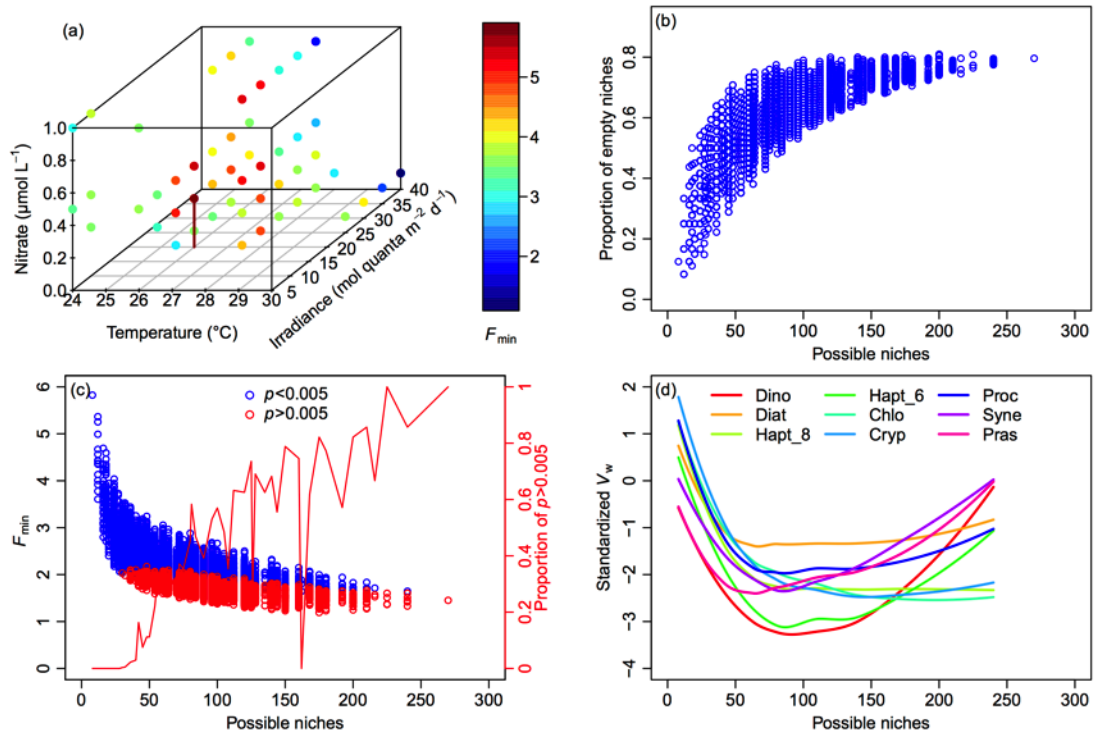 (a)
Nitrate (µmol L⁻¹)
1.0
0.8
0.6
0.4
0.2
0.0
24 25 26 27 28 29 30
Temperature (°C)
5 10 15 20 25 30 35 40
Irradiance (mol quanta m⁻² d⁻¹)
5
4
3
2
F min
(b)
Proportion of empty niches
1.0
0.8
0.6
0.4
0.2
0.0
0 50 100 150 200 250 300
Possible niches
(c)
F min
6
5
4
3
2
1
0
p<0.005
p>0.005
1
0.8
0.6
0.4
0.2
0
Proportion of p>0.005
0 50 100 150 200 250 300
Possible niches
(d)
Standardized V w
2
1
0
−1
−2
−3
−4
Dino Hapt_6 Proc
Diat Chlo Syne
Hapt_8 Cryp Pras
0 50 100 150 200 250 300
Possible niches